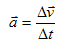 a⃗ = Δv⃗ / Δt